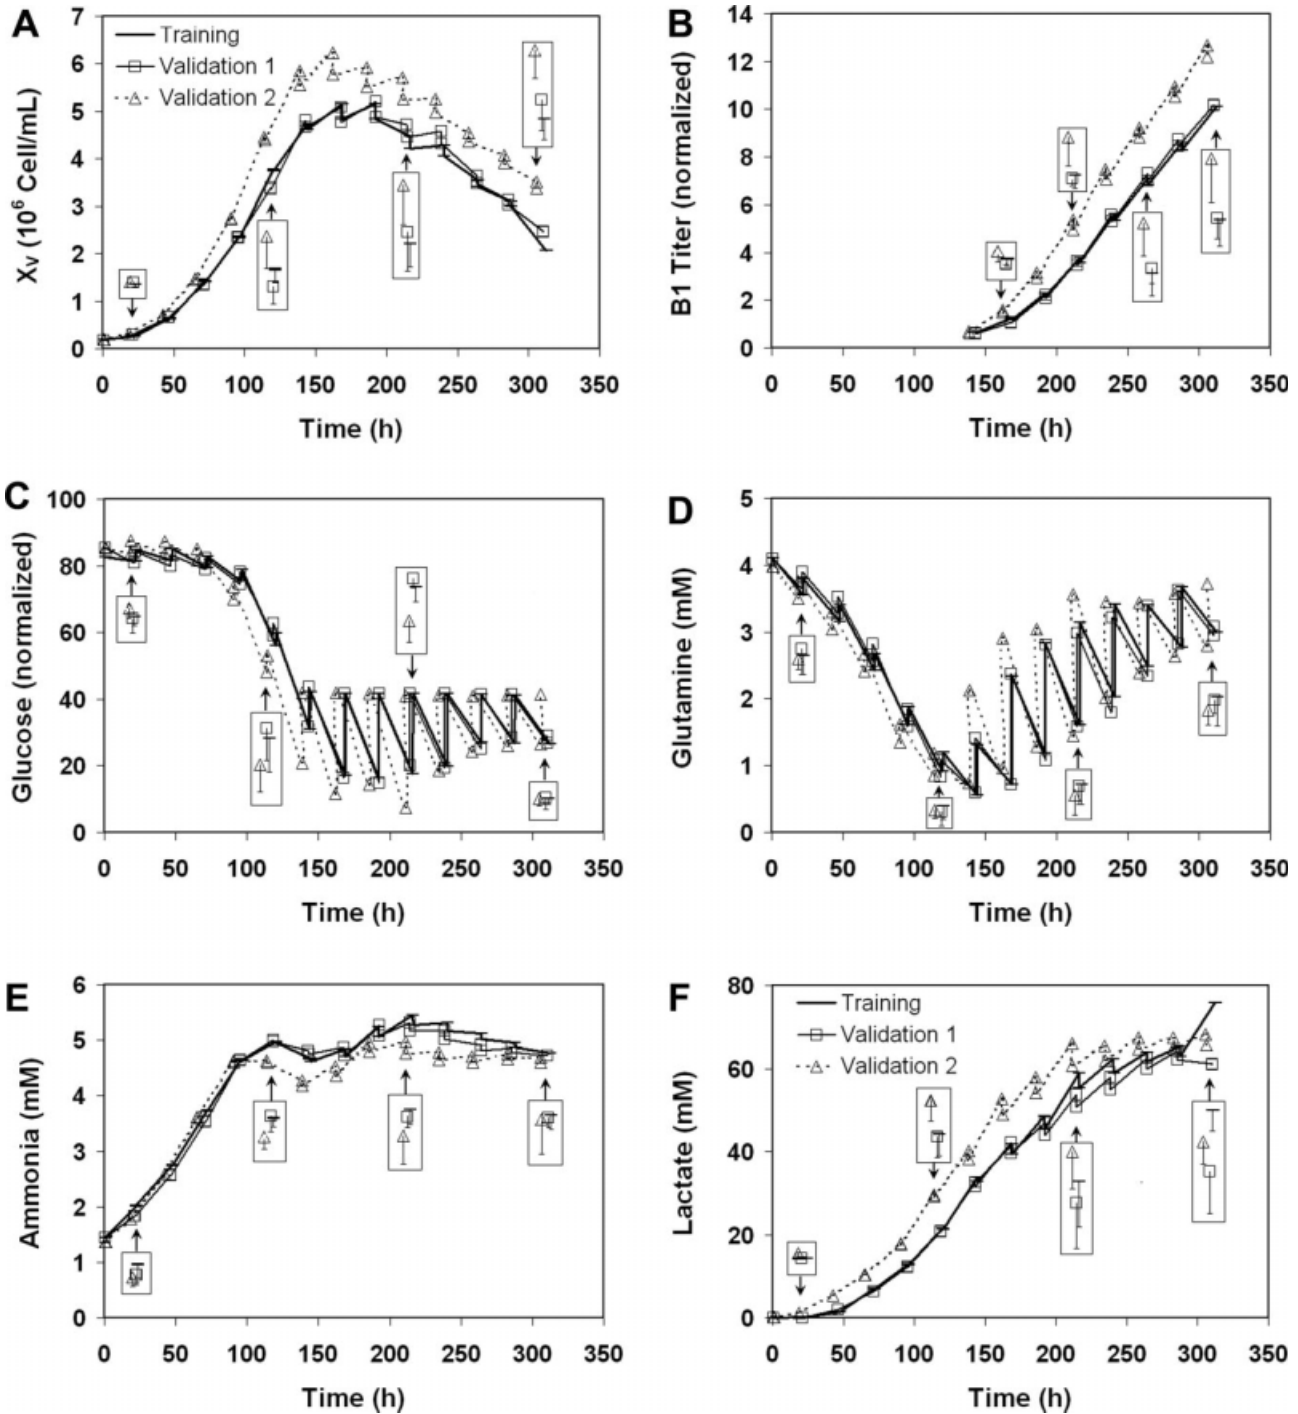 A
B
Training
Validation 1
Validation 2
7
6
5
4
3
2
1
0
0 50 100 150 200 250 300 350
Xv (10⁶ Cell/mL)
Time (h)
14
12
10
8
6
4
2
0
0 50 100 150 200 250 300 350
B1 Titer (normalized)
Time (h)
C
D
100
80
60
40
20
0
0 50 100 150 200 250 300 350
Glucose (normalized)
Time (h)
5
4
3
2
1
0
0 50 100 150 200 250 300 350
Glutamine (mM)
Time (h)
E
F
6
5
4
3
2
1
0
0 50 100 150 200 250 300 350
Ammonia (mM)
Time (h)
Training
Validation 1
Validation 2
80
60
40
20
0
0 50 100 150 200 250 300 350
Lactate (mM)
Time (h)